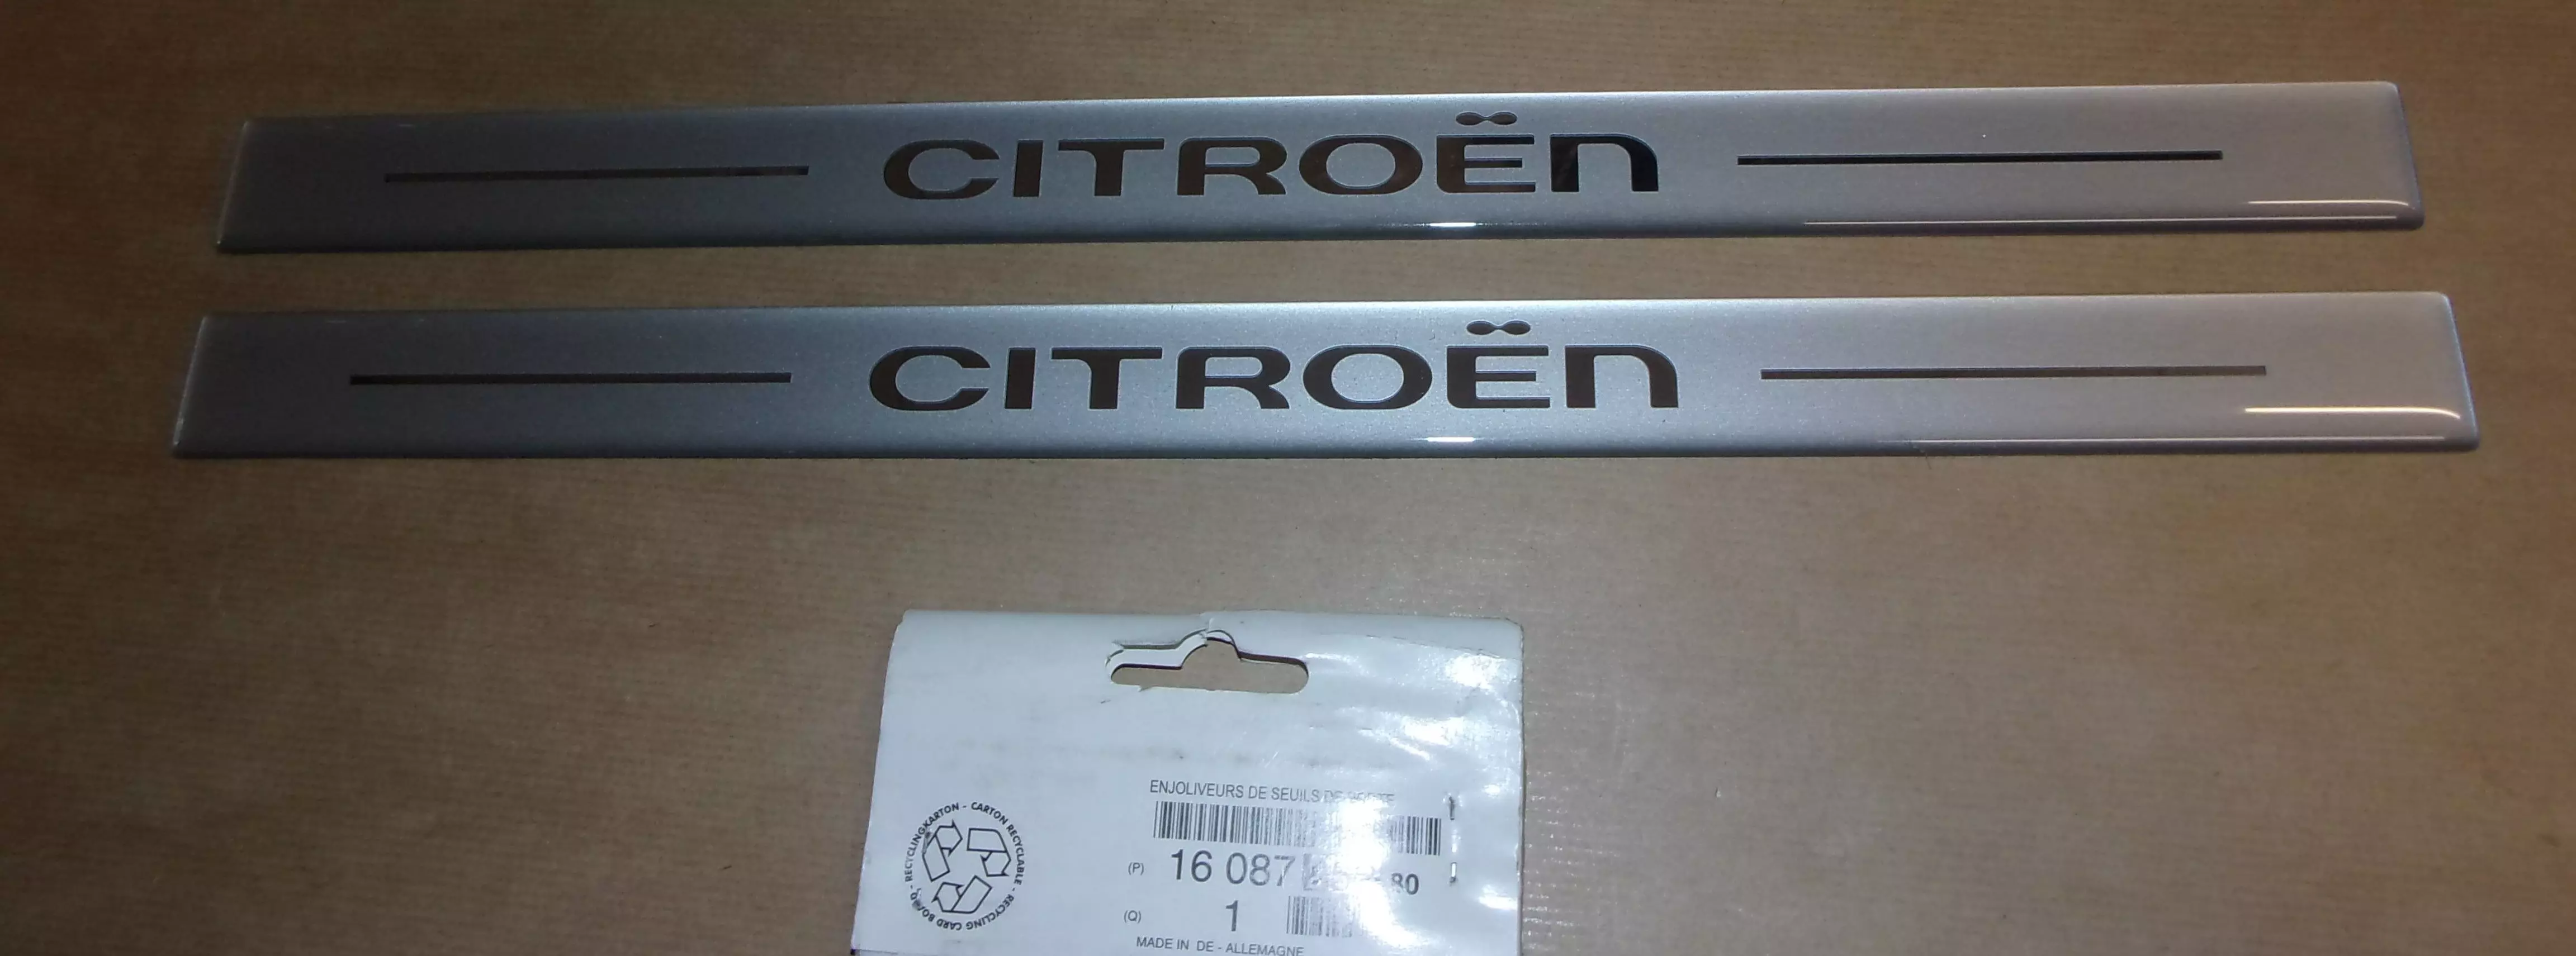 CITROËN
CITROËN
ENJOLIVEURS DE SEUILS DE
RECYCLINGKARTON - CARTON RECYCLABLE - RECYCLING CARD BOARD -
(P) 16 087 80
(Q) 1
MADE IN DE - ALLEMAGNE